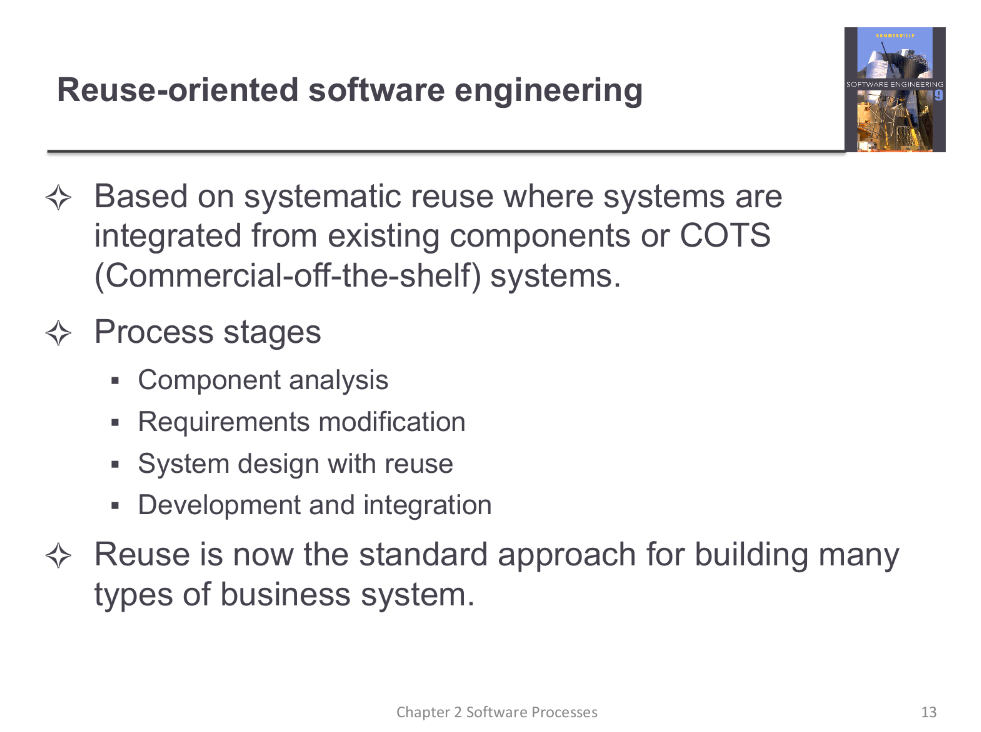 Reuse-oriented software engineering
SOMMERVILLE
SOFTWARE ENGINEERING
9
✧ Based on systematic reuse where systems are
integrated from existing components or COTS
(Commercial-off-the-shelf) systems.
✧ Process stages
▪ Component analysis
▪ Requirements modification
▪ System design with reuse
▪ Development and integration
✧ Reuse is now the standard approach for building many
types of business system.
Chapter 2 Software Processes
13